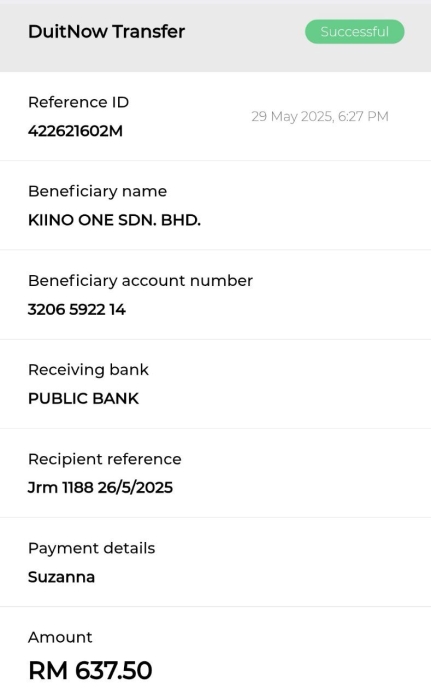 DuitNow Transfer
Successful
Reference ID
29 May 2025, 6:27 PM
422621602M
Beneficiary name
KIINO ONE SDN. BHD.
Beneficiary account number
3206 5922 14
Receiving bank
PUBLIC BANK
Recipient reference
Jrm 1188 26/5/2025
Payment details
Suzanna
Amount
RM 637.50